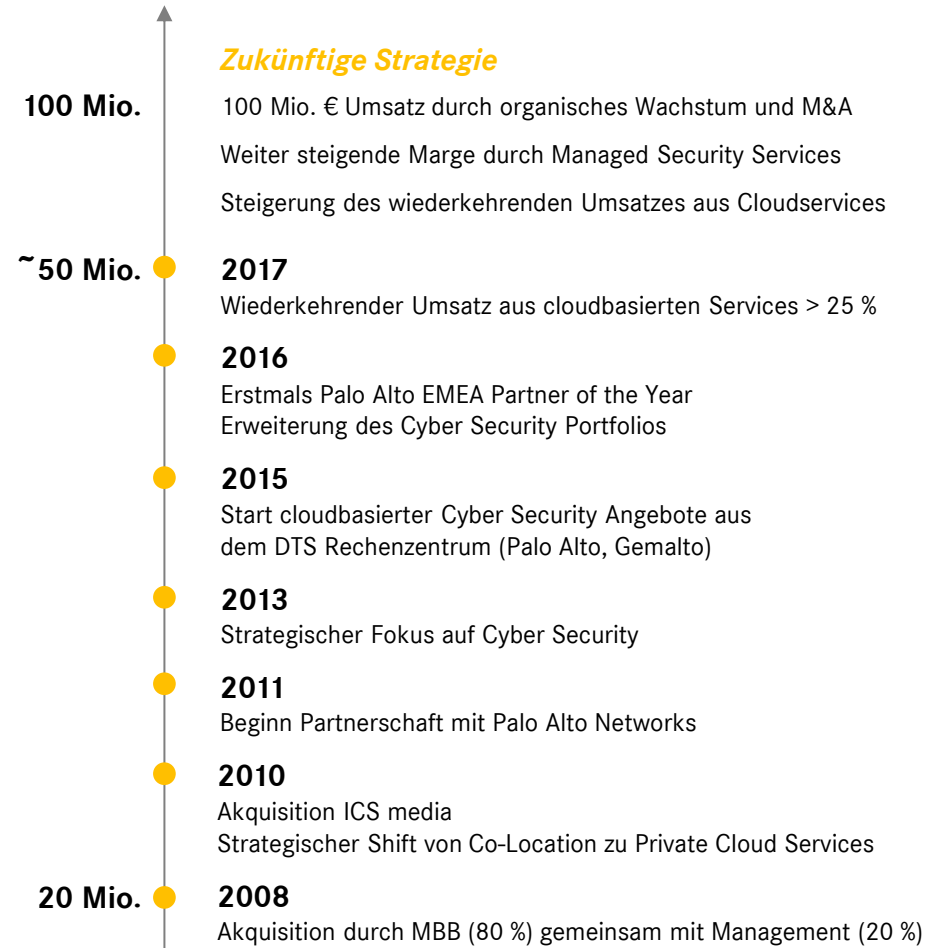 Zukünftige Strategie
100 Mio.
100 Mio. € Umsatz durch organisches Wachstum und M&A
Weiter steigende Marge durch Managed Security Services
Steigerung des wiederkehrenden Umsatzes aus Cloudservices
~50 Mio.
2017
Wiederkehrender Umsatz aus cloudbasierten Services > 25 %
2016
Erstmals Palo Alto EMEA Partner of the Year
Erweiterung des Cyber Security Portfolios
2015
Start cloudbasierter Cyber Security Angebote aus
dem DTS Rechenzentrum (Palo Alto, Gemalto)
2013
Strategischer Fokus auf Cyber Security
2011
Beginn Partnerschaft mit Palo Alto Networks
2010
Akquisition ICS media
Strategischer Shift von Co-Location zu Private Cloud Services
20 Mio.
2008
Akquisition durch MBB (80 %) gemeinsam mit Management (20 %)